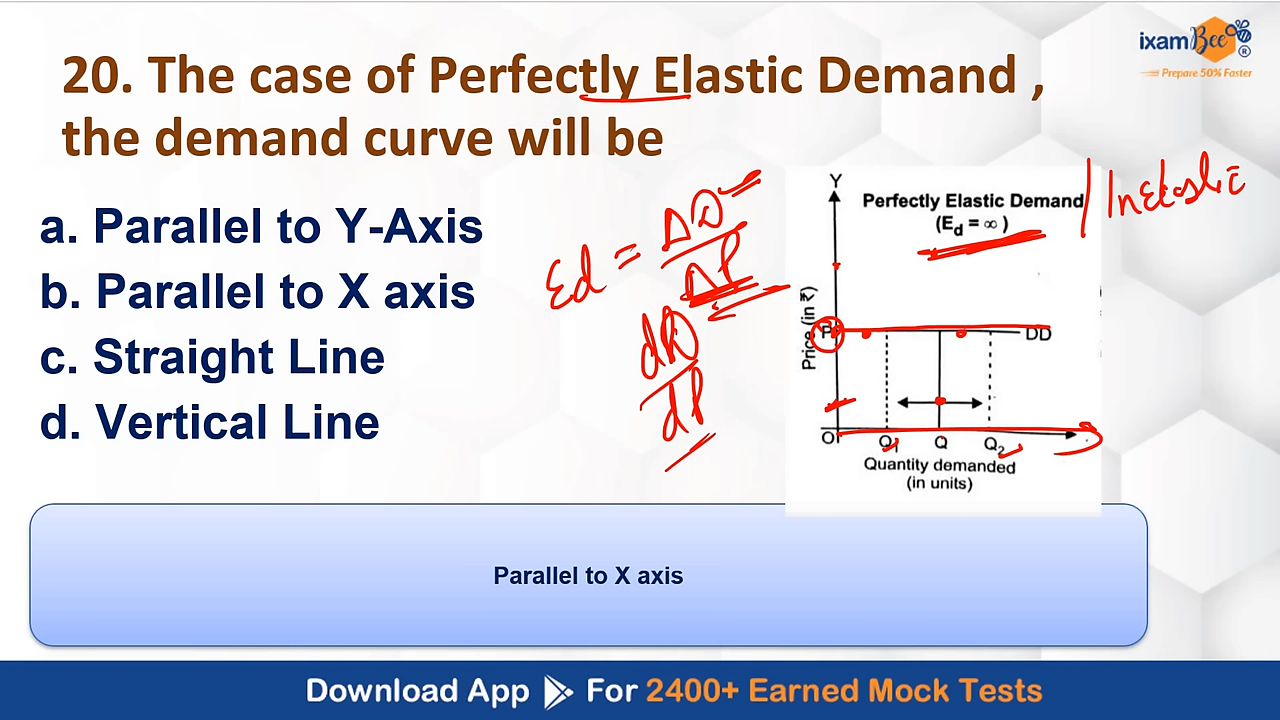 ixamBee®
Prepare 50% Faster
20. The case of Perfectly Elastic Demand ,
the demand curve will be
a. Parallel to Y-Axis
b. Parallel to X axis
c. Straight Line
d. Vertical Line
Ed = ΔD
ΔP
dD
dP
Y
Perfectly Elastic Demand
(Ed = ∞ )
/ InElastic
Price (in ₹)
P
DD
O
Q1 Q Q2
Quantity demanded
(in units)
Parallel to X axis
Download App For 2400+ Earned Mock Tests